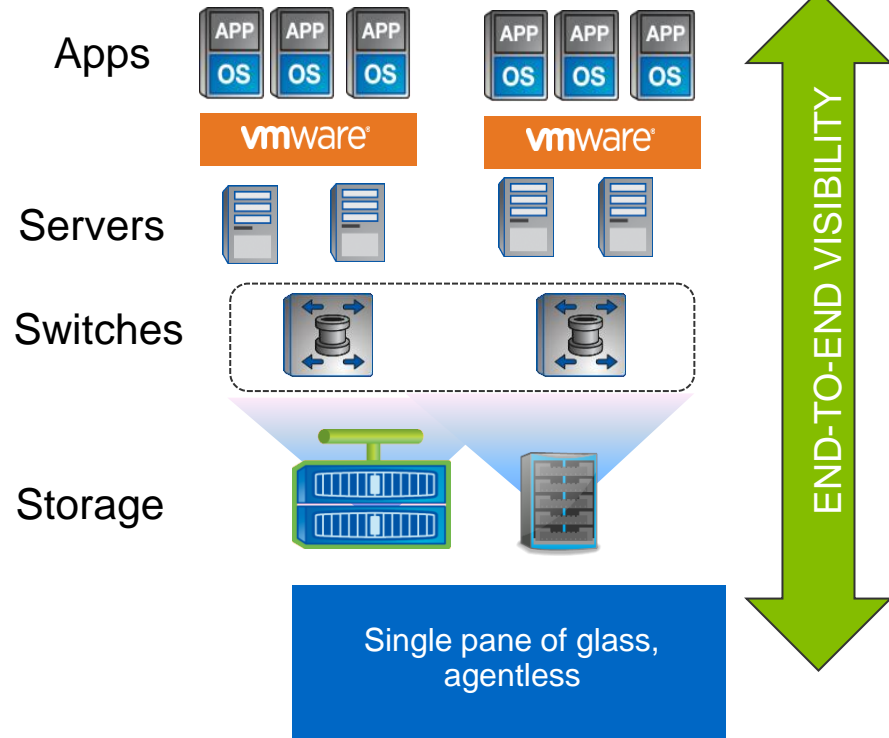 Apps
APP APP APP APP APP APP
OS OS OS OS OS OS
vmware® vmware®
Servers
Switches
Storage
Single pane of glass,
agentless
END-TO-END VISIBILITY